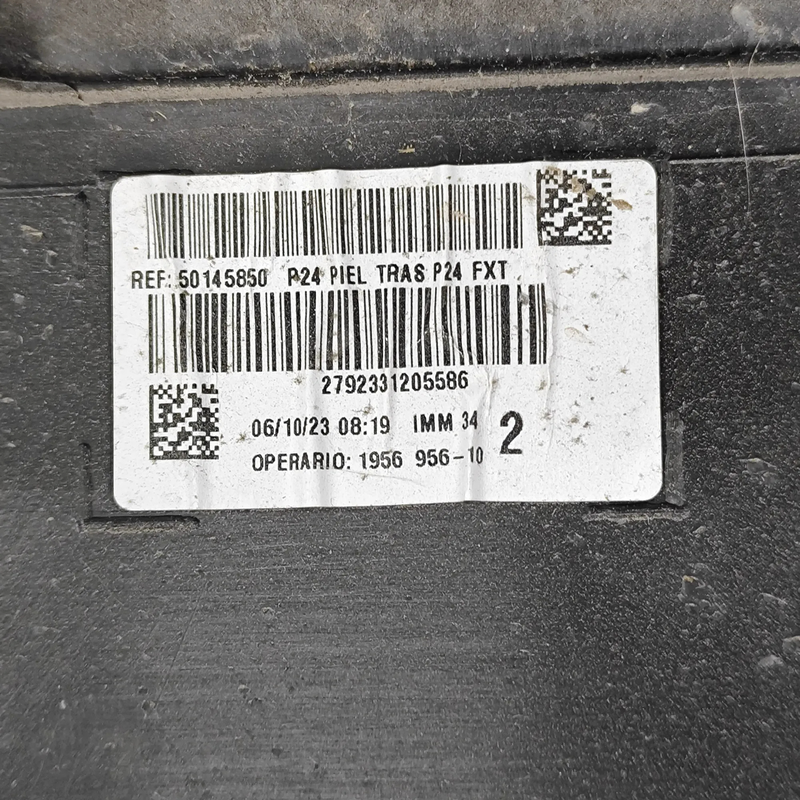 REF: 50145850 P24 PIEL TRAS P24 FXT
2792331205586
06/10/23 08:19 IMM 34 2
OPERARIO: 1956 956-10